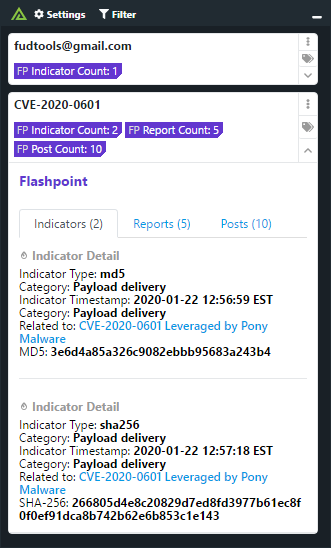 Settings Filter
fudtools@gmail.com
FP Indicator Count: 1
CVE-2020-0601
FP Indicator Count: 2 FP Report Count: 5
FP Post Count: 10
Flashpoint
Indicators (2) Reports (5) Posts (10)
Indicator Detail
Indicator Type: md5
Category: Payload delivery
Indicator Timestamp: 2020-01-22 12:56:59 EST
Category: Payload delivery
Related to: CVE-2020-0601 Leveraged by Pony
Malware
MD5: 3e6d4a85a326c9082ebbb95683a243b4
Indicator Detail
Indicator Type: sha256
Category: Payload delivery
Indicator Timestamp: 2020-01-22 12:57:18 EST
Category: Payload delivery
Related to: CVE-2020-0601 Leveraged by Pony
Malware
SHA-256: 266805d4e8c20829d7ed8fd3977b61ec8f
0f0ef91dca8b742b62e6b853c1e143